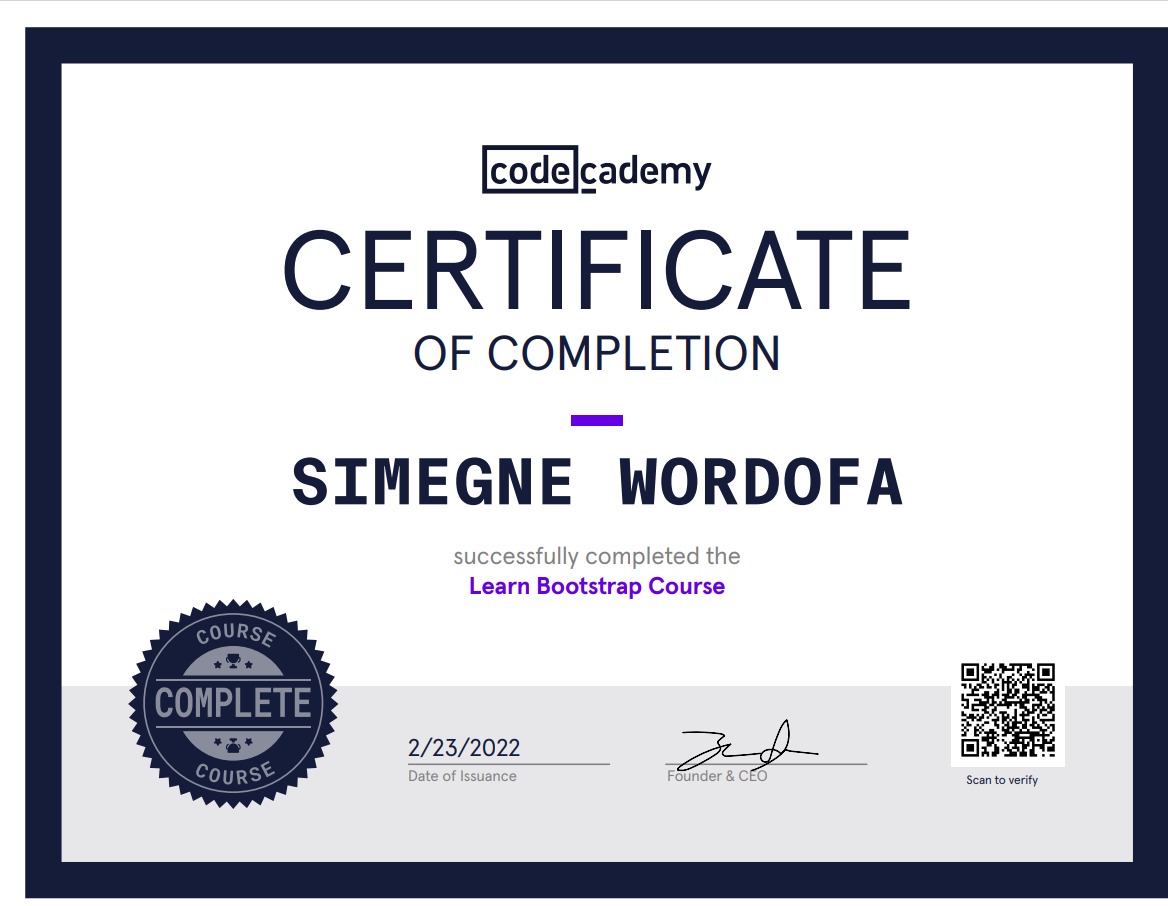 codecademy
CERTIFICATE
OF COMPLETION
SIMEGNE WORDOFA
successfully completed the
Learn Bootstrap Course
COURSE
COMPLETE
COURSE
2/23/2022
Date of Issuance
Founder & CEO
Scan to verify